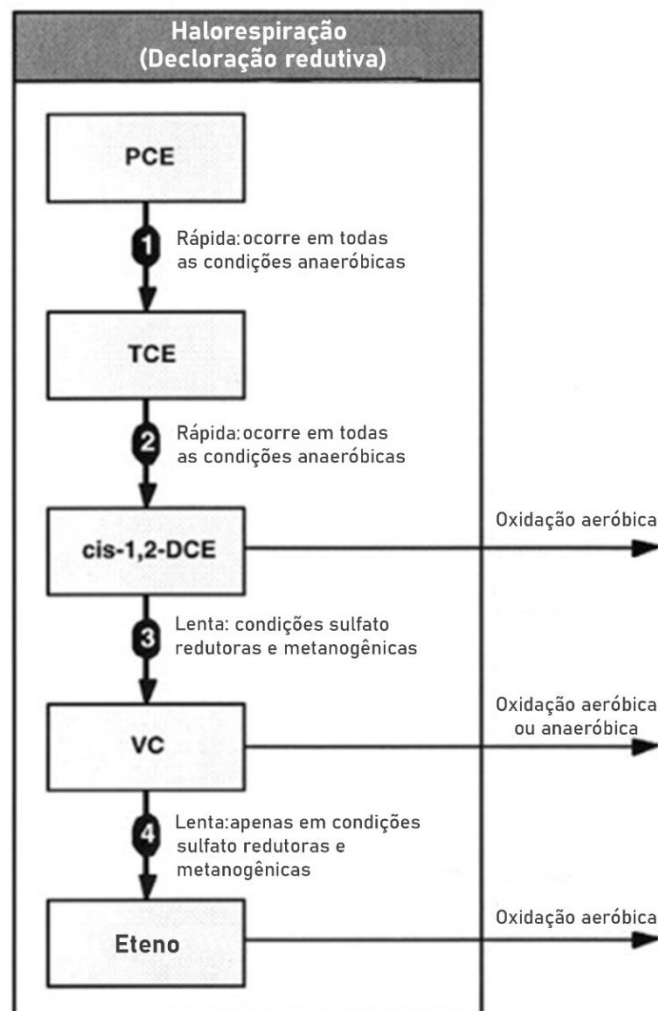 Halorespiração
(Decloração redutiva)
PCE
1
Rápida: ocorre em todas
as condições anaeróbicas
TCE
2
Rápida: ocorre em todas
as condições anaeróbicas
cis-1,2-DCE
Oxidação aeróbica
3
Lenta: condições sulfato
redutoras e metanogênicas
VC
Oxidação aeróbica
ou anaeróbica
4
Lenta:apenas em condições
sulfato redutoras e
metanogênicas
Eteno
Oxidação aeróbica